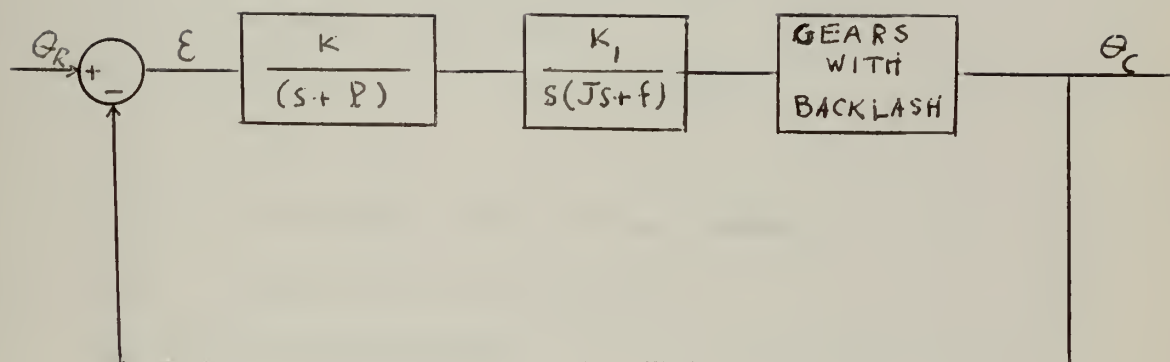 θR
+
−
ε
K
(s + P)
K1
s(Js+f)
GEARS
WITH
BACKLASH
θC